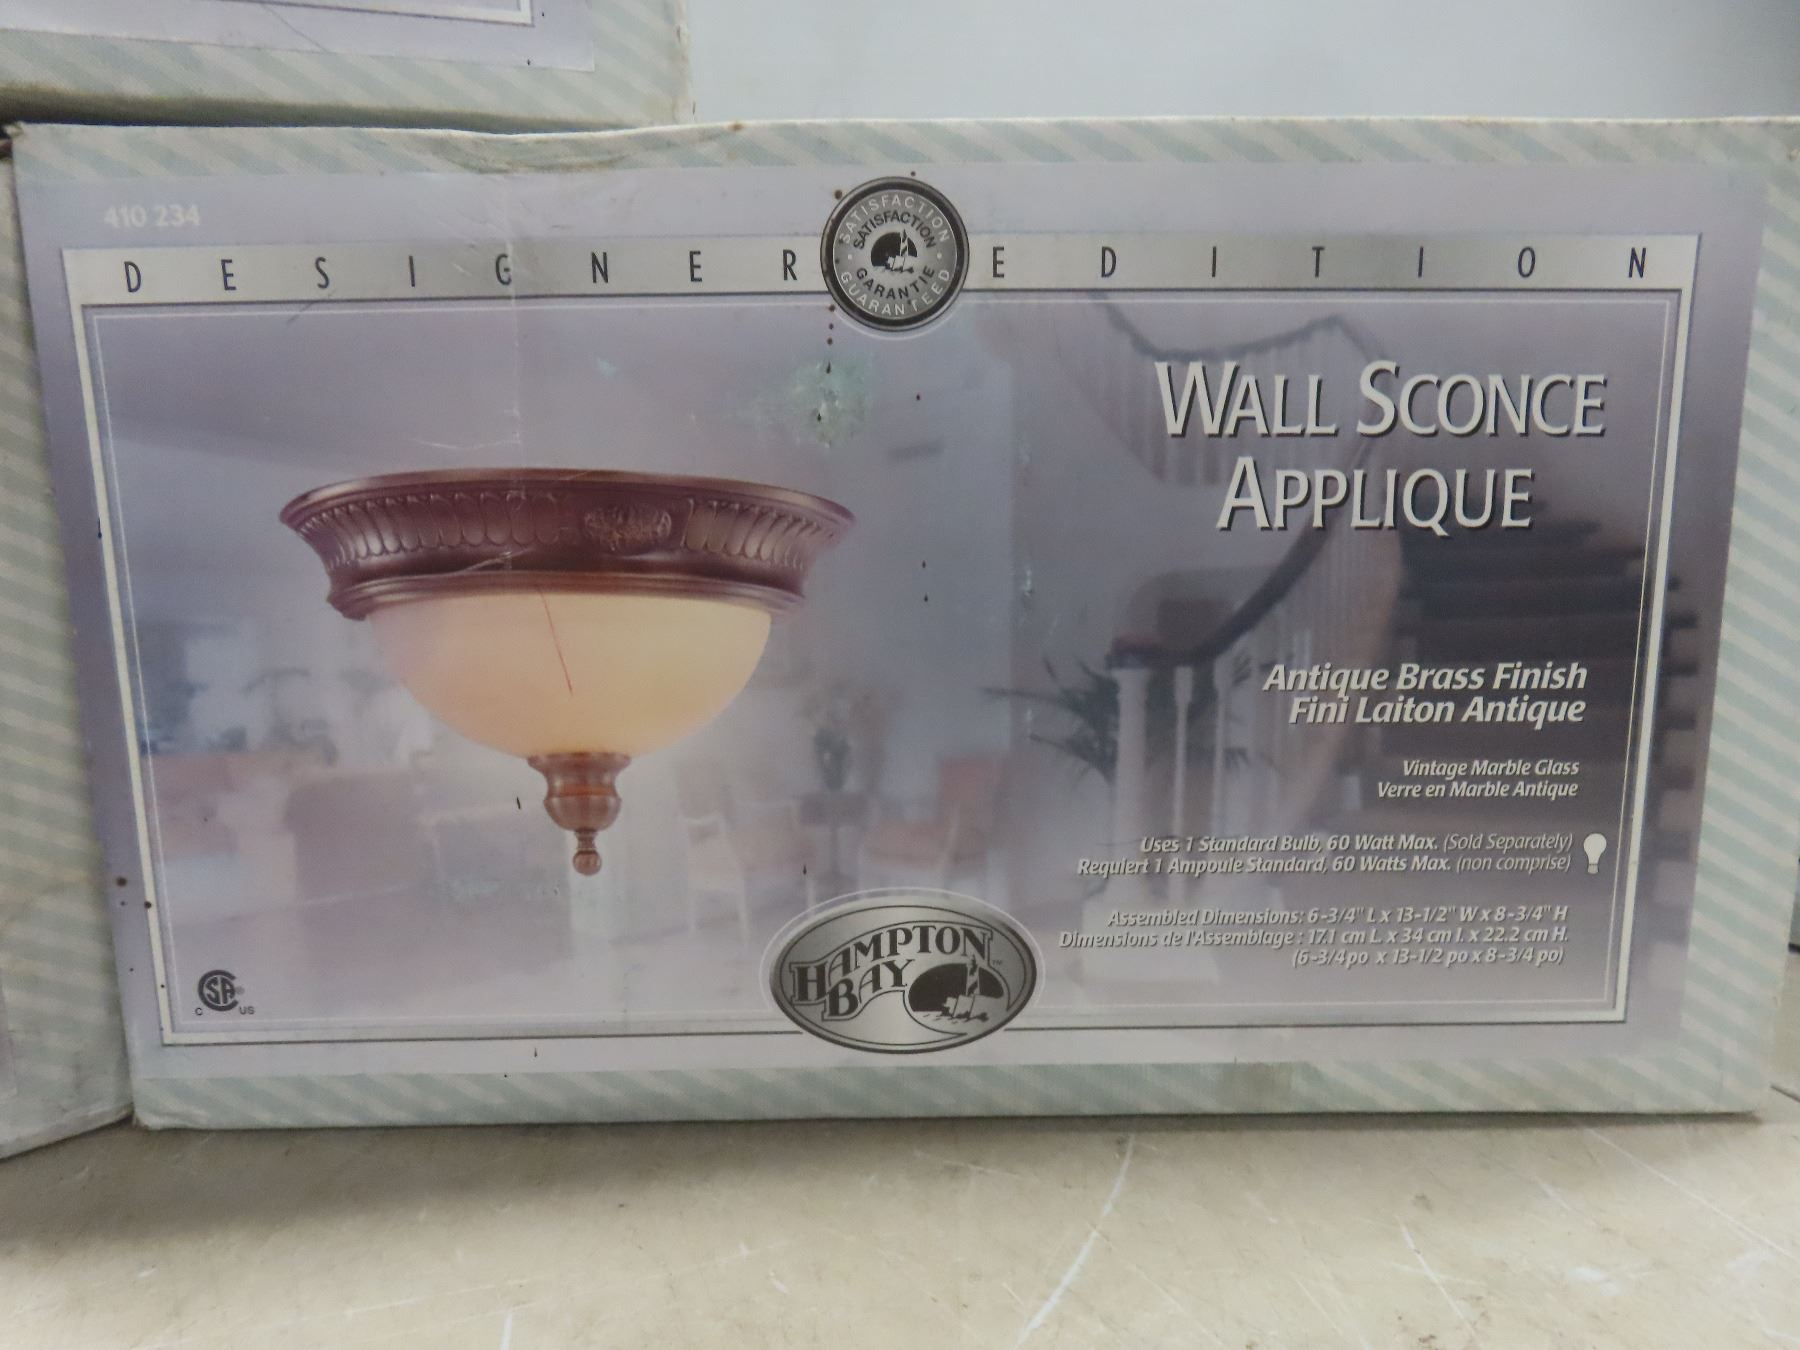 410 234
DESIGNER EDITION
SATISFACTION
SATISFACTION
GARANTIE
GUARANTEED
WALL SCONCE
APPLIQUE
Antique Brass Finish
Fini Laiton Antique
Vintage Marble Glass
Verre en Marbre Antique
Uses 1 Standard Bulb, 60 Watt Max. (Sold Separately)
Requiert 1 Ampoule Standard, 60 Watts Max. (non comprise)
Assembled Dimensions: 6-3/4" L x 13-1/2" W x 8-3/4" H
Dimensions de l'Assemblage : 17.1 cm L. x 34 cm l. x 22.2 cm H.
(6-3/4po x 13-1/2 po x 8-3/4 po)
HAMPTON
BAY
™
C SA ® US